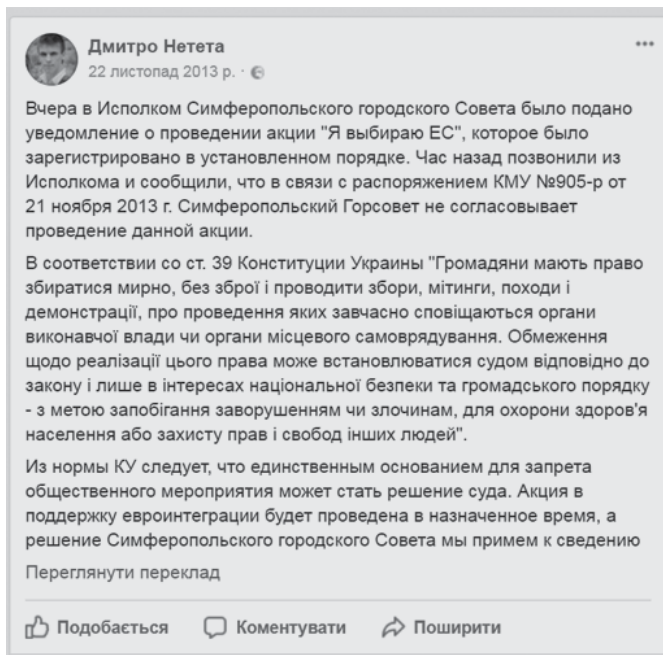 Дмитро Нетета
22 листопад 2013 р. ·
Вчера в Исполком Симферопольского городского Совета было подано
уведомление о проведении акции "Я выбираю ЕС", которое было
зарегистрировано в установленном порядке. Час назад позвонили из
Исполкома и сообщили, что в связи с распоряжением КМУ №905-р от
21 ноября 2013 г. Симферопольский Горсовет не согласовывает
проведение данной акции.
В соответствии со ст. 39 Конституции Украины "Громадяни мають право
збиратися мирно, без зброї і проводити збори, мітинги, походи і
демонстрації, про проведення яких завчасно сповіщаються органи
виконавчої влади чи органи місцевого самоврядування. Обмеження
щодо реалізації цього права може встановлюватися судом відповідно до
закону і лише в інтересах національної безпеки та громадського порядку
- з метою запобігання заворушенням чи злочинам, для охорони здоров'я
населення або захисту прав і свобод інших людей".
Из нормы КУ следует, что единственным основанием для запрета
общественного мероприятия может стать решение суда. Акция в
поддержку евроинтеграции будет проведена в назначенное время, а
решение Симферопольского городского Совета мы примем к сведению
Переглянути переклад
Подобається Коментувати Поширити